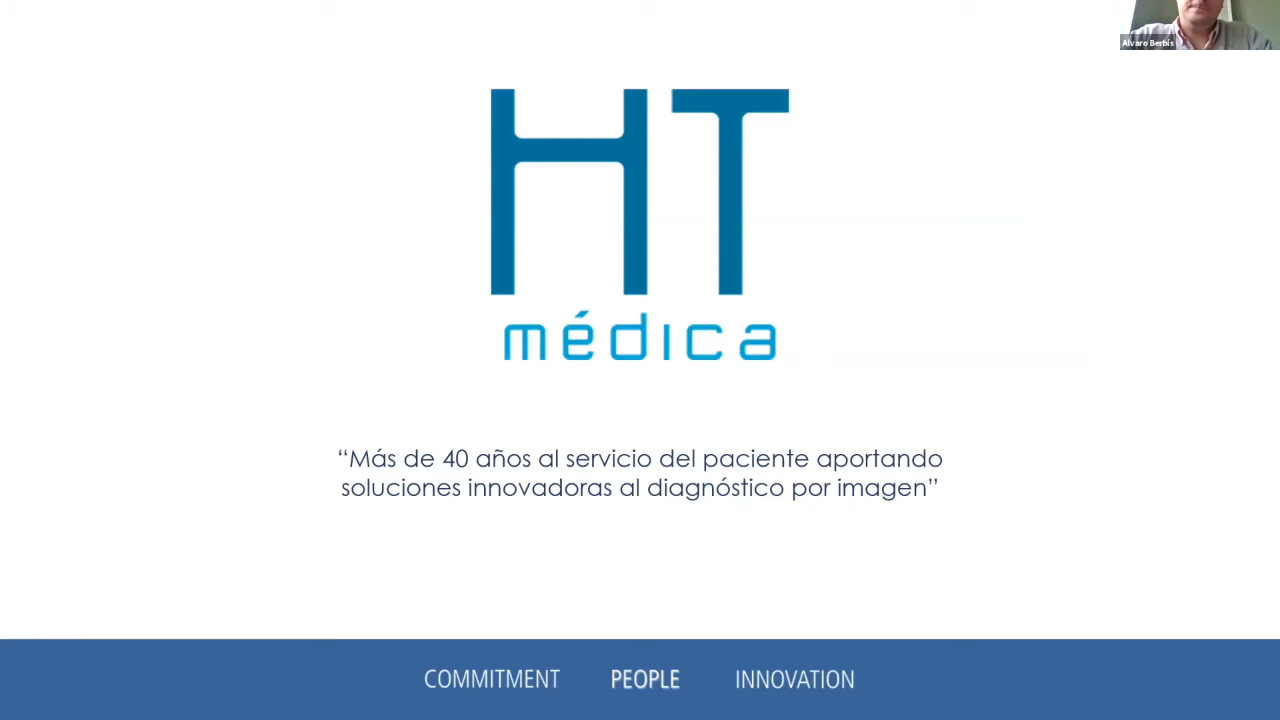 Alvaro Berbís
HT
médica
“Más de 40 años al servicio del paciente aportando
soluciones innovadoras al diagnóstico por imagen”
COMMITMENT PEOPLE INNOVATION